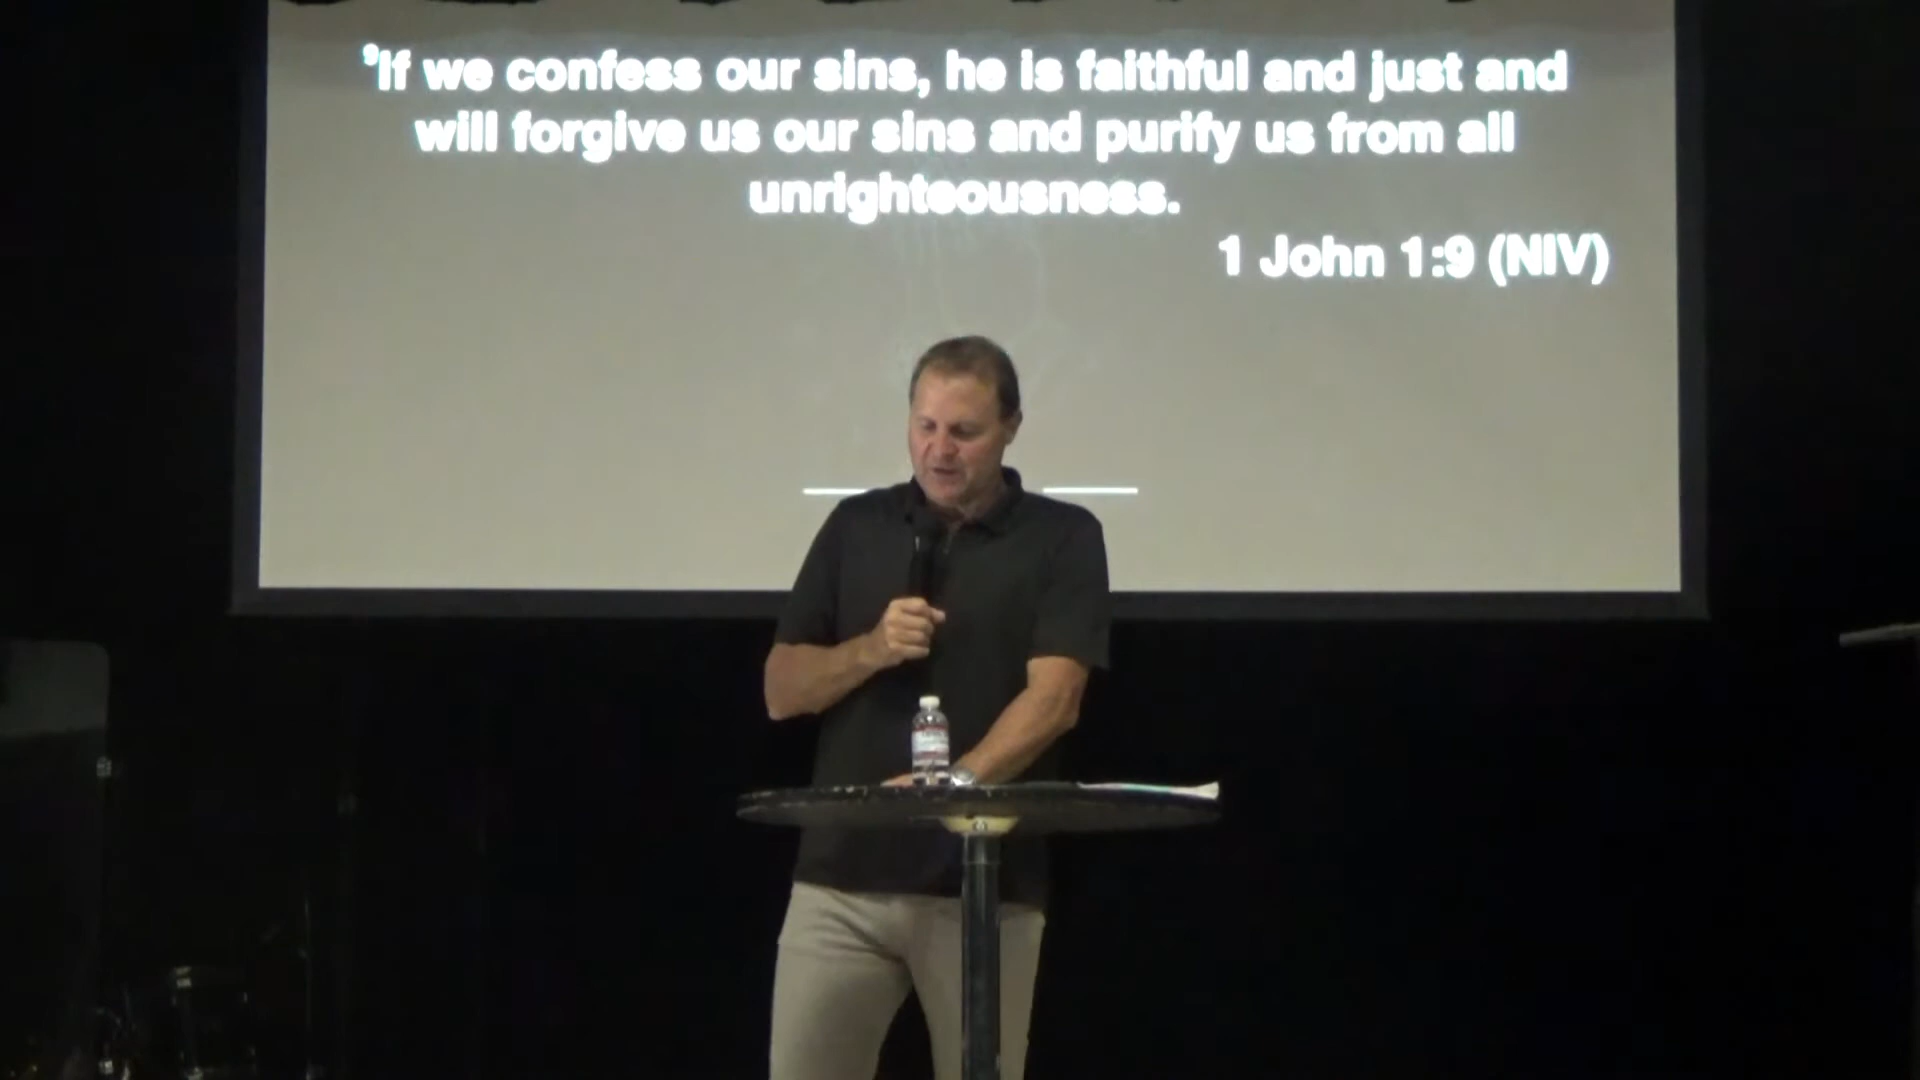 ’If we confess our sins, he is faithful and just and
will forgive us our sins and purify us from all
unrighteousness.
1 John 1:9 (NIV)